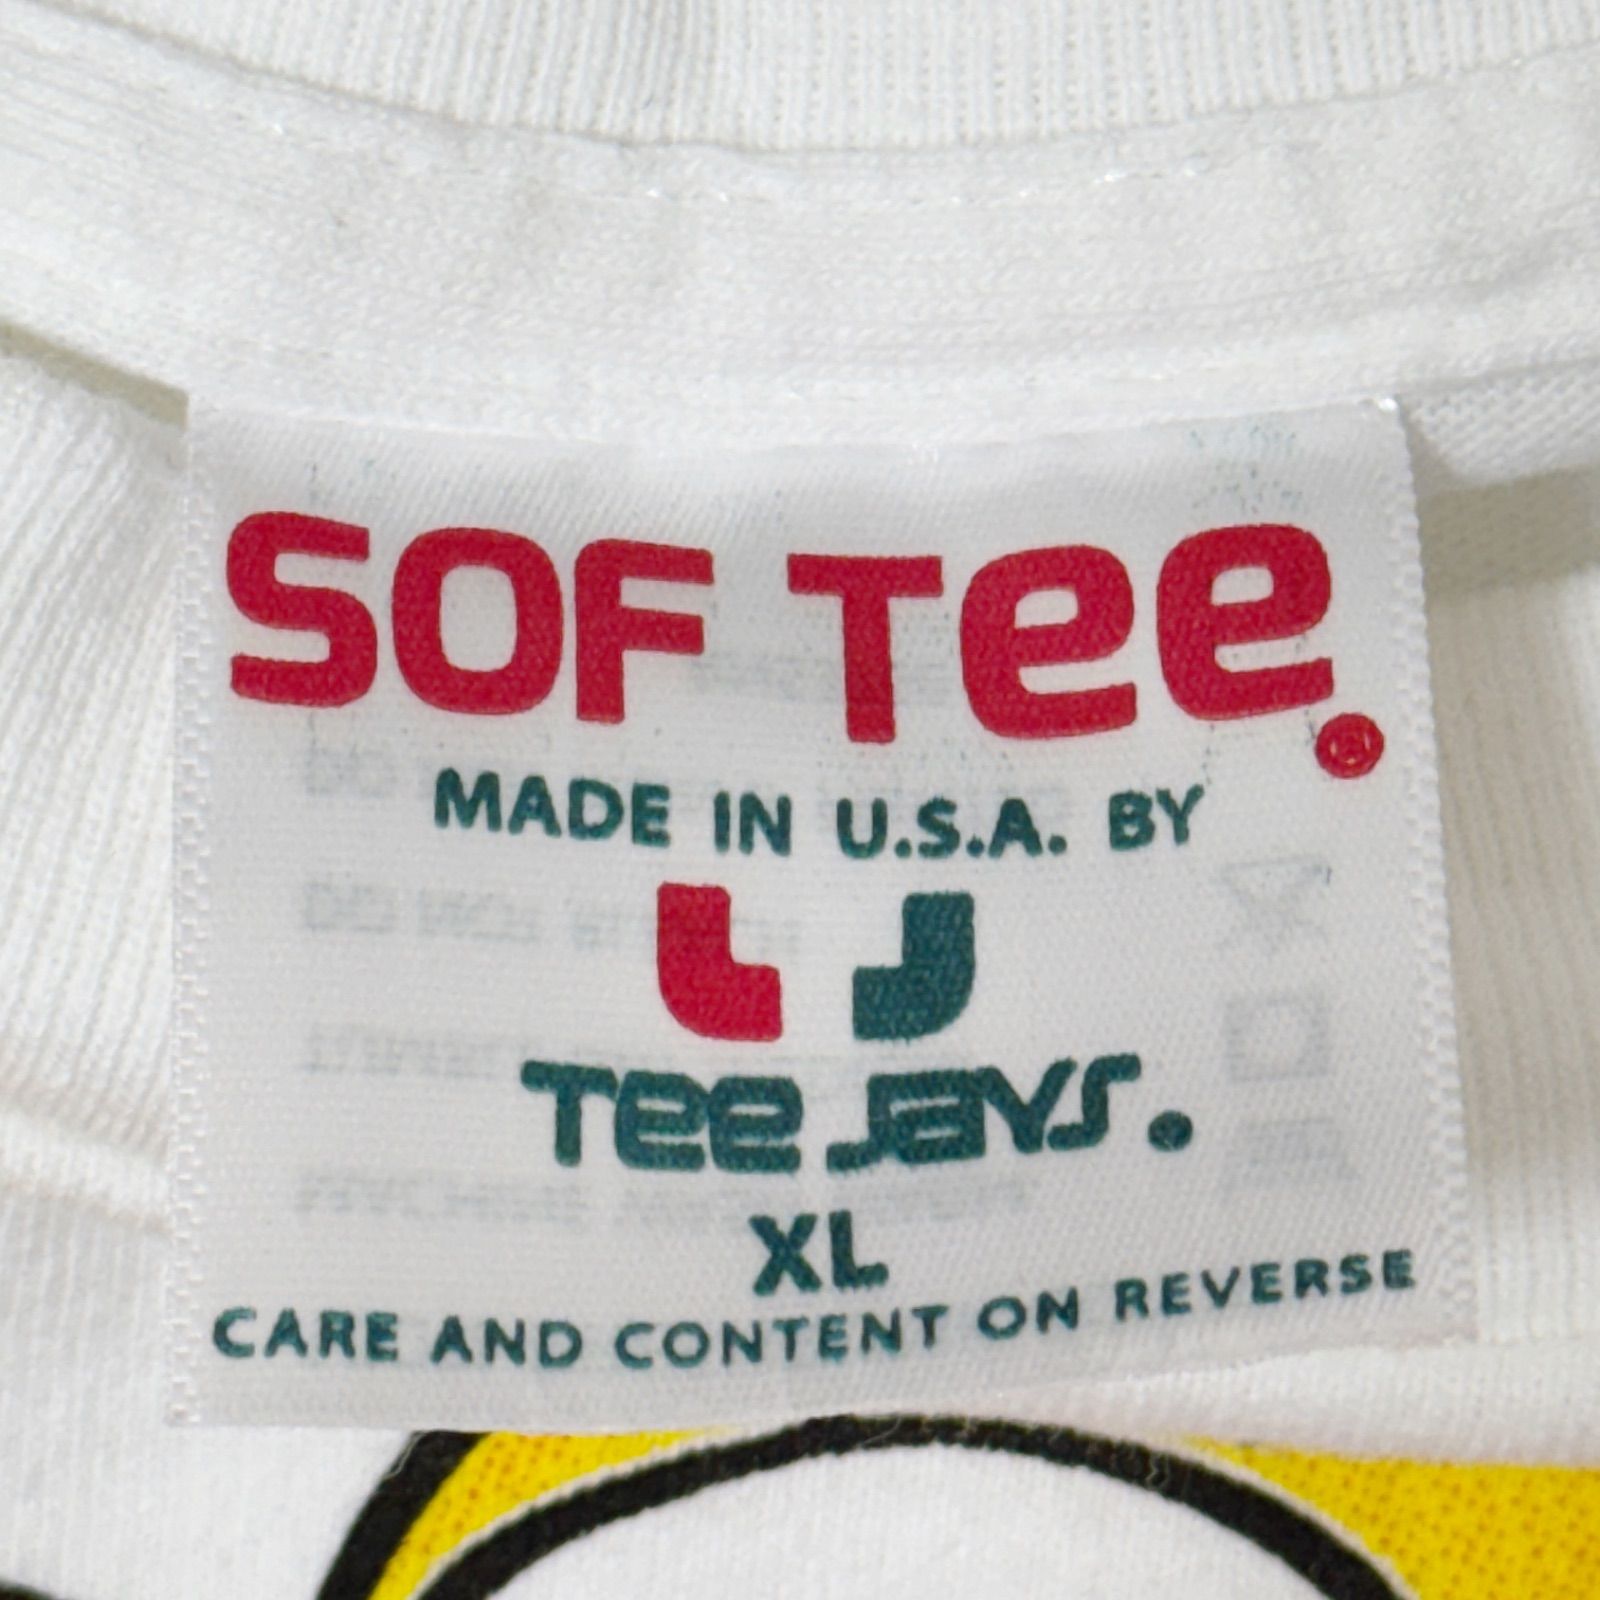 SOF TEE®
MADE IN U.S.A. BY
TEE JAYS.
XL
CARE AND CONTENT ON REVERSE